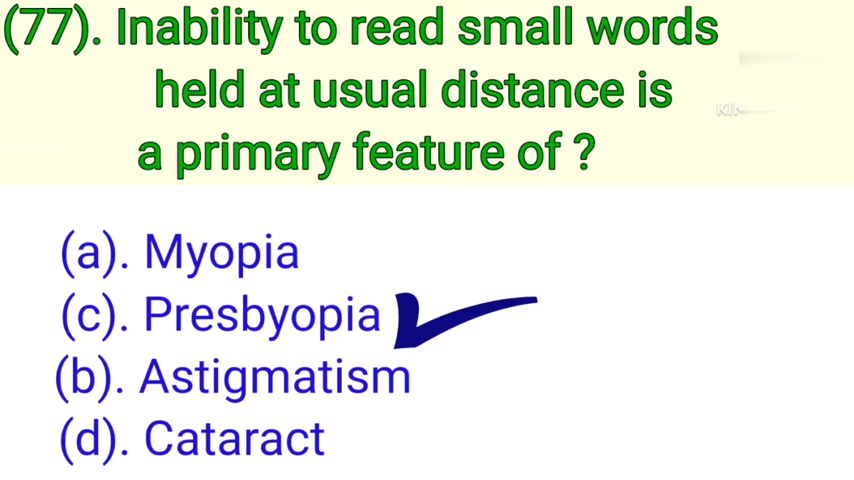 (77). Inability to read small words
held at usual distance is
a primary feature of ?
(a). Myopia
(c). Presbyopia
(b). Astigmatism
(d). Cataract